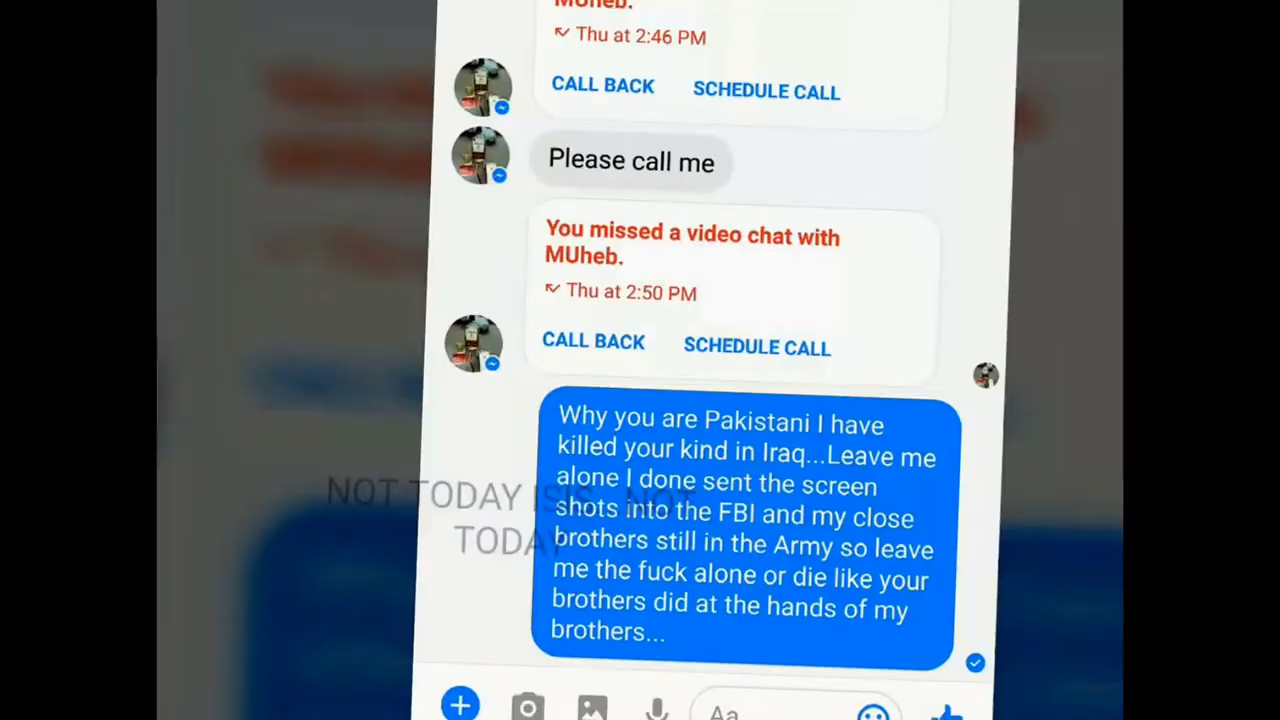 MUheb.
Thu at 2:46 PM
CALL BACK SCHEDULE CALL
Please call me
You missed a video chat with
MUheb.
Thu at 2:50 PM
CALL BACK SCHEDULE CALL
Why you are Pakistani I have
killed your kind in Iraq...Leave me
alone I done sent the screen
shots into the FBI and my close
brothers still in the Army so leave
me the fuck alone or die like your
brothers did at the hands of my
brothers...
NOT TODAY ISIS NOT
TODAY
Aa